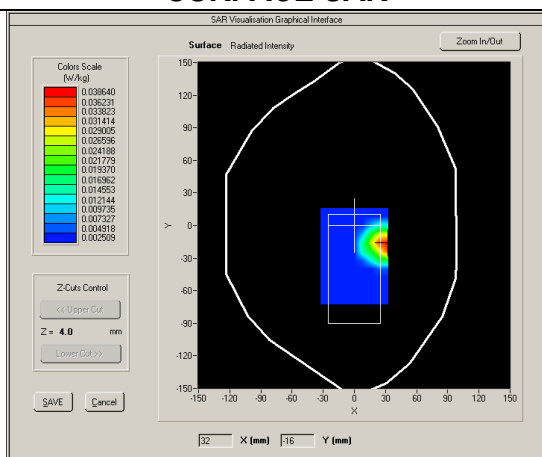 SAR Visualisation Graphical Interface
Surface Radiated Intensity
Zoom In/Out
Colors Scale
(W/kg)
0.038640
0.036231
0.033823
0.031414
0.029005
0.026596
0.024188
0.021779
0.019370
0.016962
0.014553
0.012144
0.009735
0.007327
0.004918
0.002509
Z-Cuts Control
<< Upper Cut
Z = 4.0 mm
Lower Cut >>
SAVE Cancel
150
120
90
60
30
0
-30
-60
-90
-120
-150
Y
-150 -120 -90 -60 -30 0 30 60 90 120 150
X
32 X (mm) -16 Y (mm)